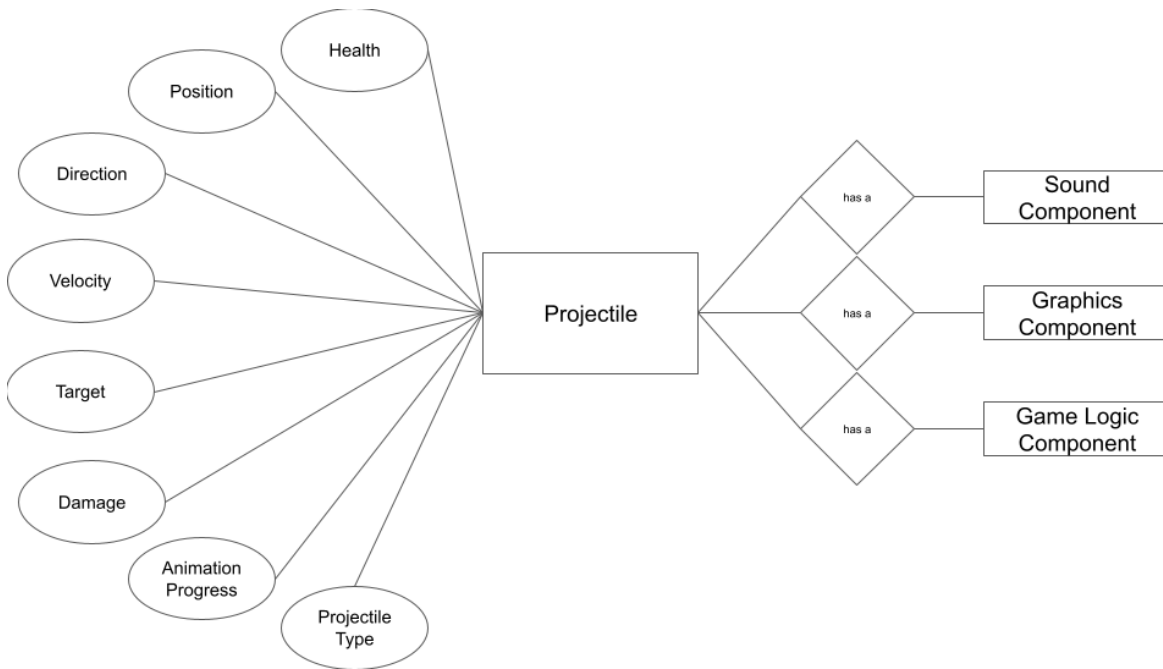 Health
Position
Direction
Velocity
Target
Damage
Animation
Progress
Projectile
Type
Projectile
has a
has a
has a
Sound
Component
Graphics
Component
Game Logic
Component